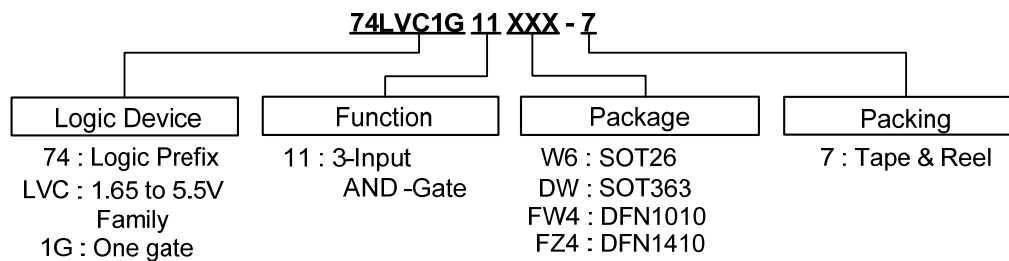 74LVC1G 11 XXX - 7
Logic Device
74 : Logic Prefix
LVC : 1.65 to 5.5V
Family
1G : One gate
Function
11 : 3-Input
AND -Gate
Package
W6 : SOT26
DW : SOT363
FW4 : DFN1010
FZ4 : DFN1410
Packing
7 : Tape & Reel